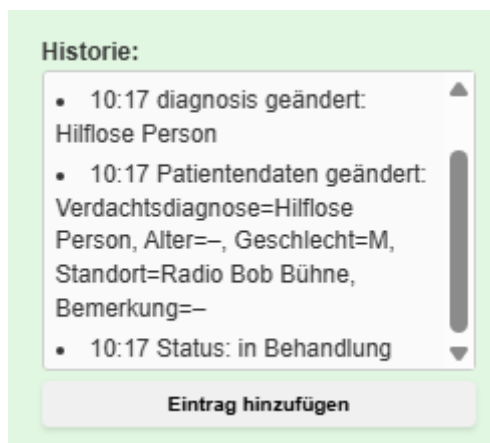 Historie:
• 10:17 diagnosis geändert:
Hilflose Person
• 10:17 Patientendaten geändert:
Verdachtsdiagnose=Hilflose
Person, Alter=–, Geschlecht=M,
Standort=Radio Bob Bühne,
Bemerkung=–
• 10:17 Status: in Behandlung
Eintrag hinzufügen